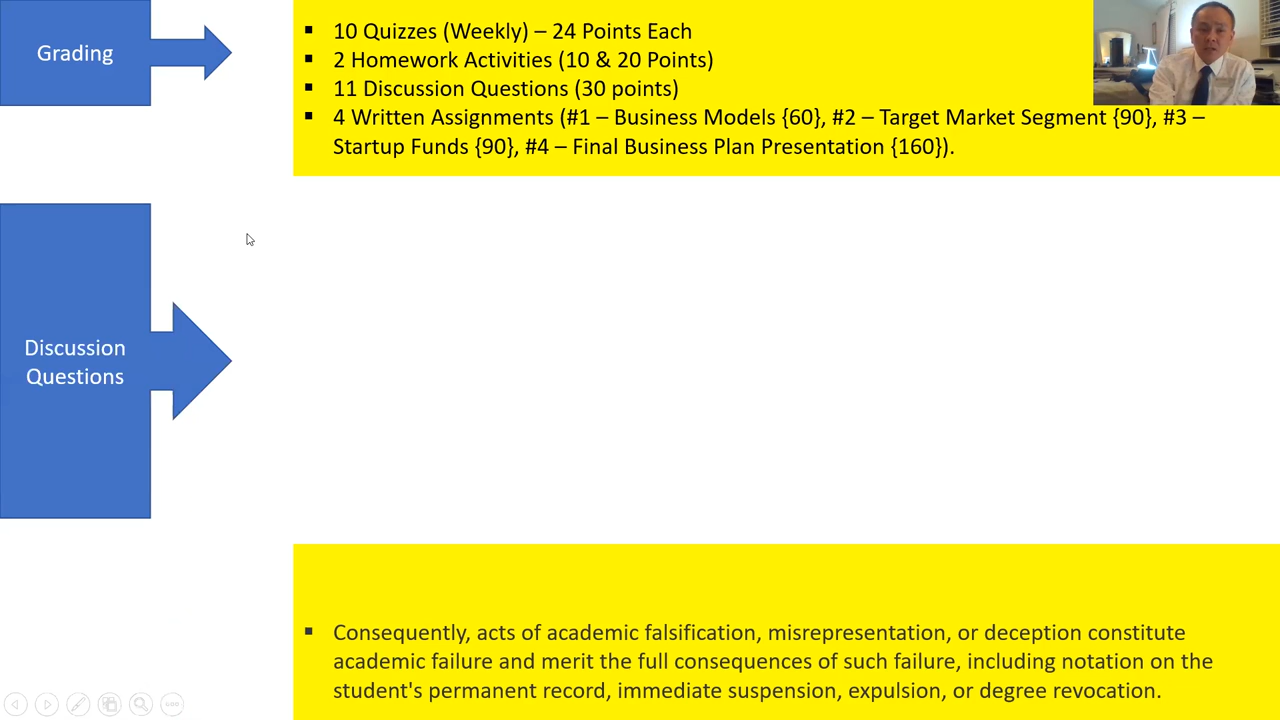 Grading
▪ 10 Quizzes (Weekly) – 24 Points Each
▪ 2 Homework Activities (10 & 20 Points)
▪ 11 Discussion Questions (30 points)
▪ 4 Written Assignments (#1 – Business Models {60}, #2 – Target Market Segment {90}, #3 –
Startup Funds {90}, #4 – Final Business Plan Presentation {160}).
Discussion
Questions
▪ Consequently, acts of academic falsification, misrepresentation, or deception constitute
academic failure and merit the full consequences of such failure, including notation on the
student's permanent record, immediate suspension, expulsion, or degree revocation.